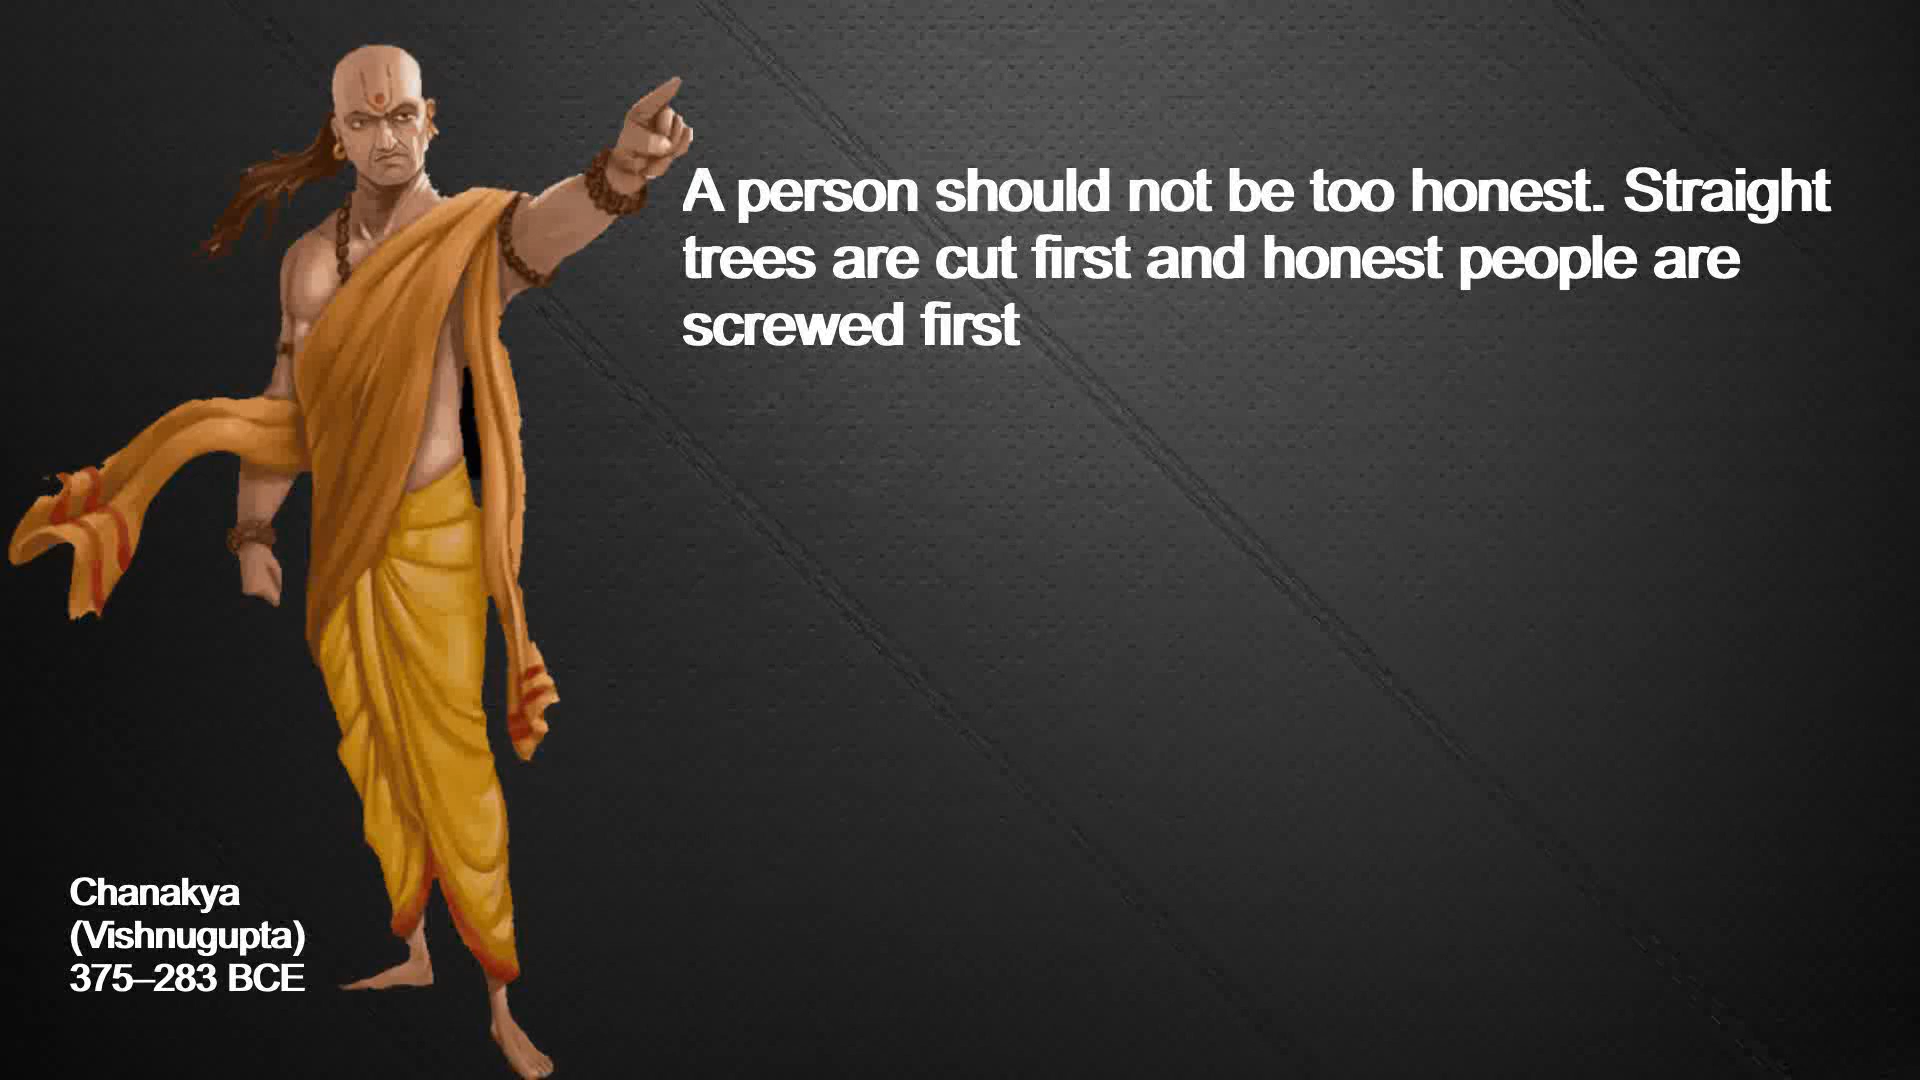 A person should not be too honest. Straight
trees are cut first and honest people are
screwed first
Chanakya
(Vishnugupta)
375–283 BCE